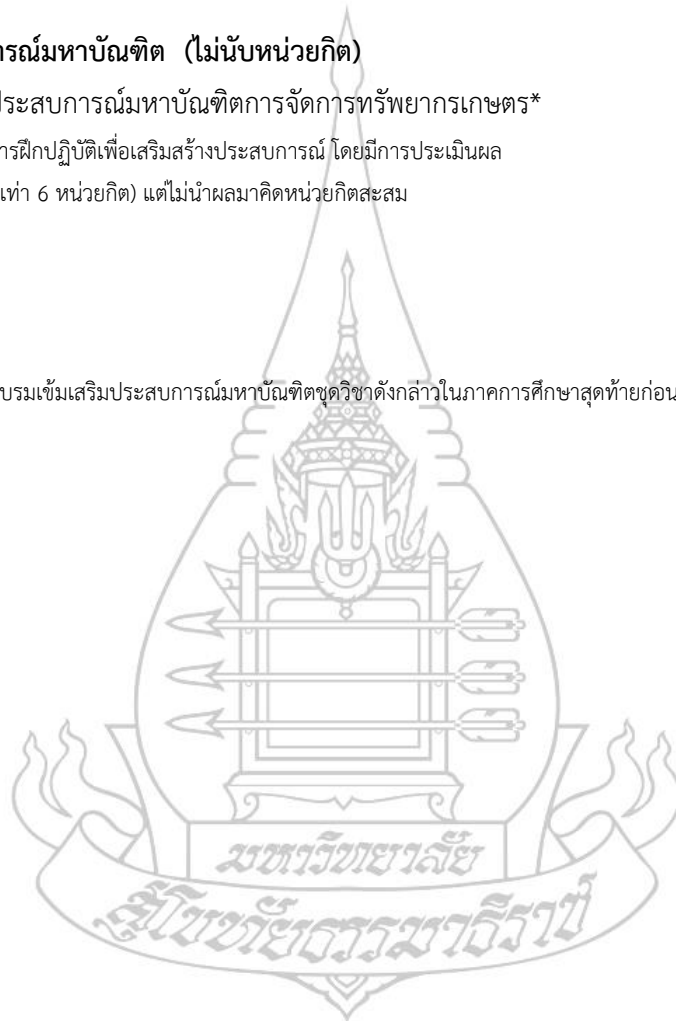 ารณ์มหาบัณฑิต (ไม่นับหน่วยกิต)
ประสบการณ์มหาบัณฑิตการจัดการทรัพยากรเกษตร*
ารฝึกปฏิบัติเพื่อเสริมสร้างประสบการณ์ โดยมีการประเมินผล
เท่า 6 หน่วยกิต) แต่ไม่นำผลมาคิดหน่วยกิตสะสม
บรมเข้มเสริมประสบการณ์มหาบัณฑิตชุดวิชาดังกล่าวในภาคการศึกษาสุดท้ายก่อน
มหาวิทยาลัย
สุโขทัยธรรมาธิราช